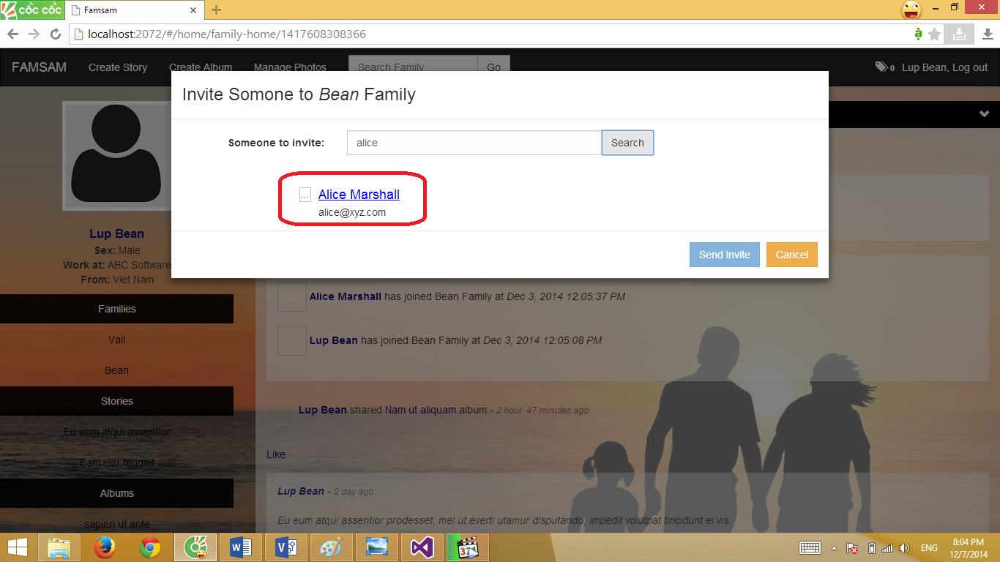 cốc cốc
Famsam
localhost:2072/#/home/family-home/1417608308366
FAMSAM Create Story Create Album Manage Photos Search Family Go 0 Lup Bean, Log out
Invite Somone to Bean Family
Someone to invite: alice Search
... Alice Marshall
alice@xyz.com
Send Invite Cancel
Lup Bean
Sex: Male
Work at: ABC Software
From: Viet Nam
Families
Vail
Bean
Stories
Eu eum atqui assentior
Eam elitr feugait
Albums
sapien ut ante
Alice Marshall has joined Bean Family at Dec 3, 2014 12:05:37 PM
Lup Bean has joined Bean Family at Dec 3, 2014 12:05:08 PM
Lup Bean shared Nam ut aliquam album - 2 hour 47 minutes ago
Like
Lup Bean - 2 day ago
Eu eum atqui assentior prodesset, mel ut everti utamur disputando, impedit volutpat tincidunt ei vis.
ENG
8:04 PM
12/7/2014